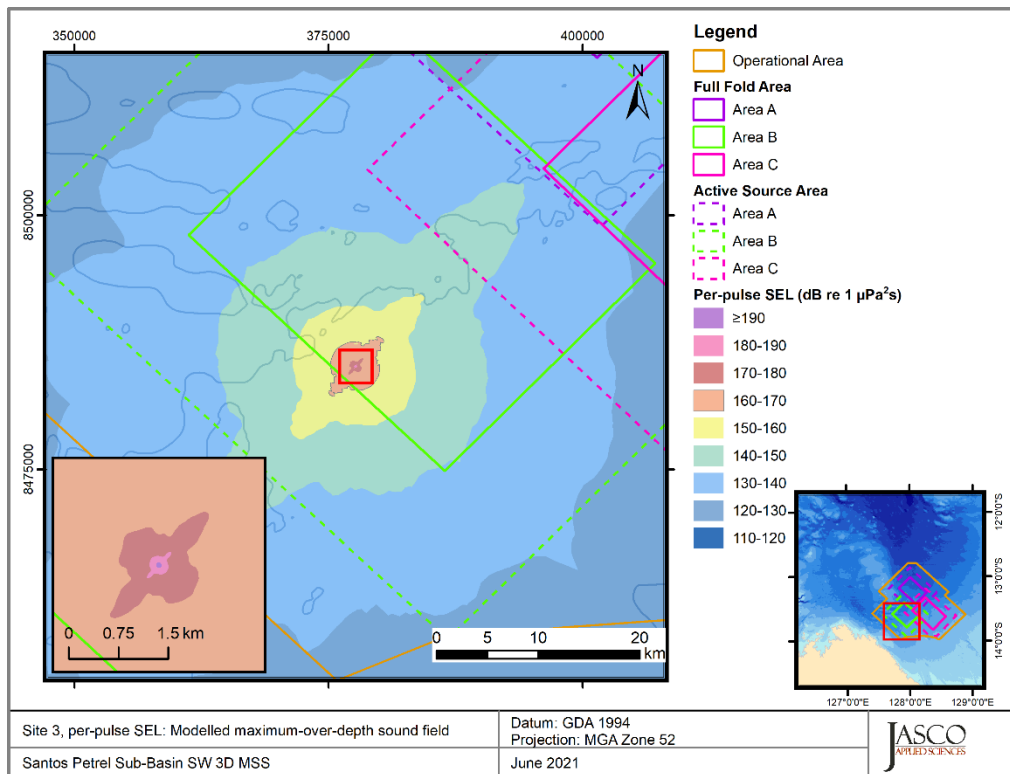 350000
375000
400000
8500000
8475000
N
0 0.75 1.5 km
0 5 10 20
km
Legend
Operational Area
Full Fold Area
Area A
Area B
Area C
Active Source Area
Area A
Area B
Area C
Per-pulse SEL (dB re 1 µPa²s)
≥190
180-190
170-180
160-170
150-160
140-150
130-140
120-130
110-120
12°0'0"S
13°0'0"S
14°0'0"S
127°0'0"E
128°0'0"E
129°0'0"E
Site 3, per-pulse SEL: Modelled maximum-over-depth sound field
Santos Petrel Sub-Basin SW 3D MSS
Datum: GDA 1994
Projection: MGA Zone 52
June 2021
JASCO
APPLIED SCIENCES